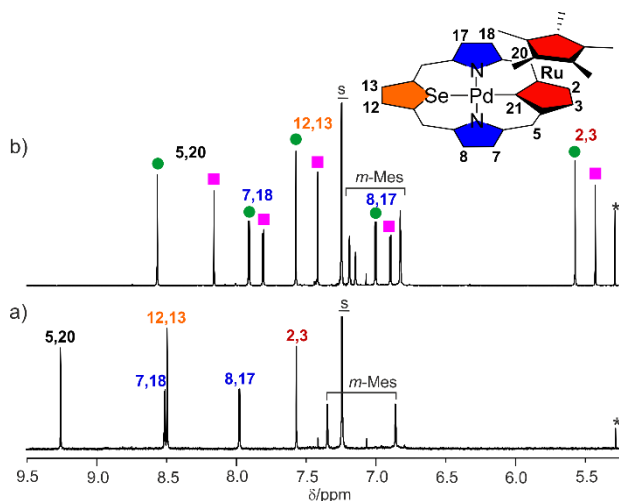 17 18
N 20
Ru
13 2
Se Pd
12 21 3
N 5
8 7
b)
5,20
7,18
12,13
s
m-Mes
8,17
2,3
*
a)
5,20
12,13
7,18
8,17
2,3
s
m-Mes
*
9.5 9.0 8.5 8.0 7.5 7.0 6.5 5.5
δ/ppm